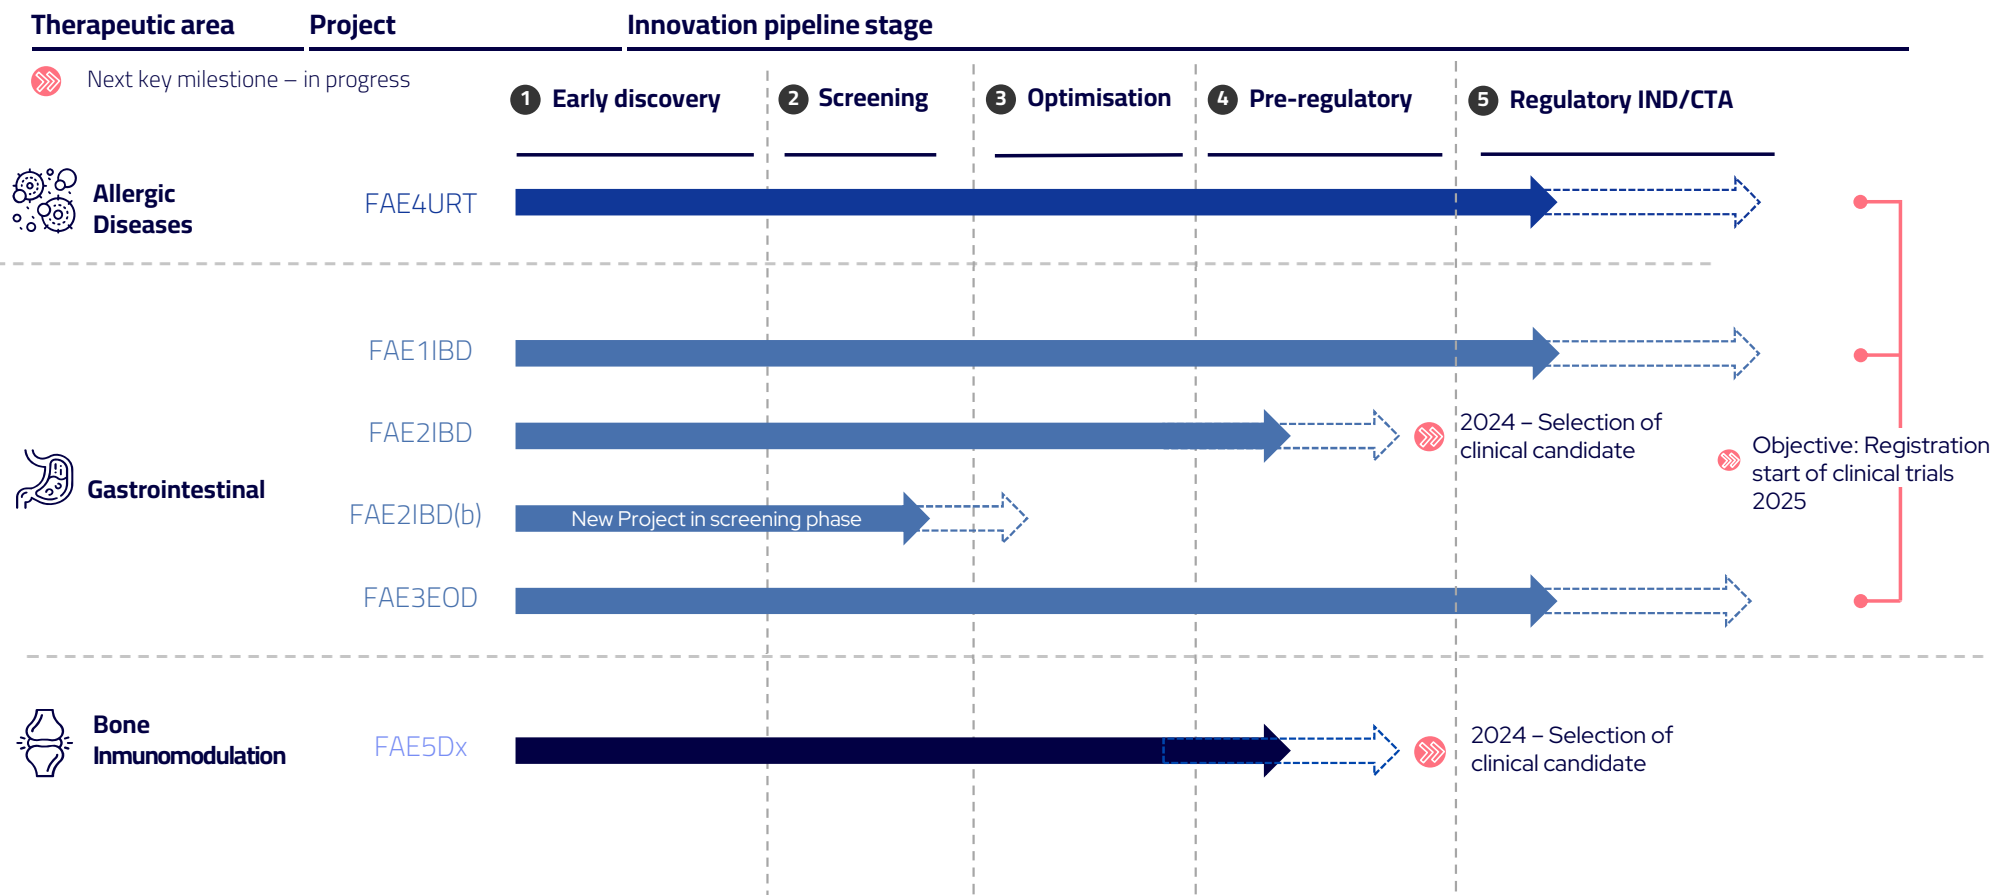 Therapeutic area
Project
Innovation pipeline stage
Next key milestione – in progress
1 Early discovery
2 Screening
3 Optimisation
4 Pre-regulatory
5 Regulatory IND/CTA
Allergic
Diseases
FAE4URT
Gastrointestinal
FAE1IBD
FAE2IBD
2024 – Selection of
clinical candidate
FAE2IBD(b)
New Project in screening phase
FAE3EOD
Objective: Registration
start of clinical trials
2025
Bone
Inmunomodulation
FAE5Dx
2024 – Selection of
clinical candidate